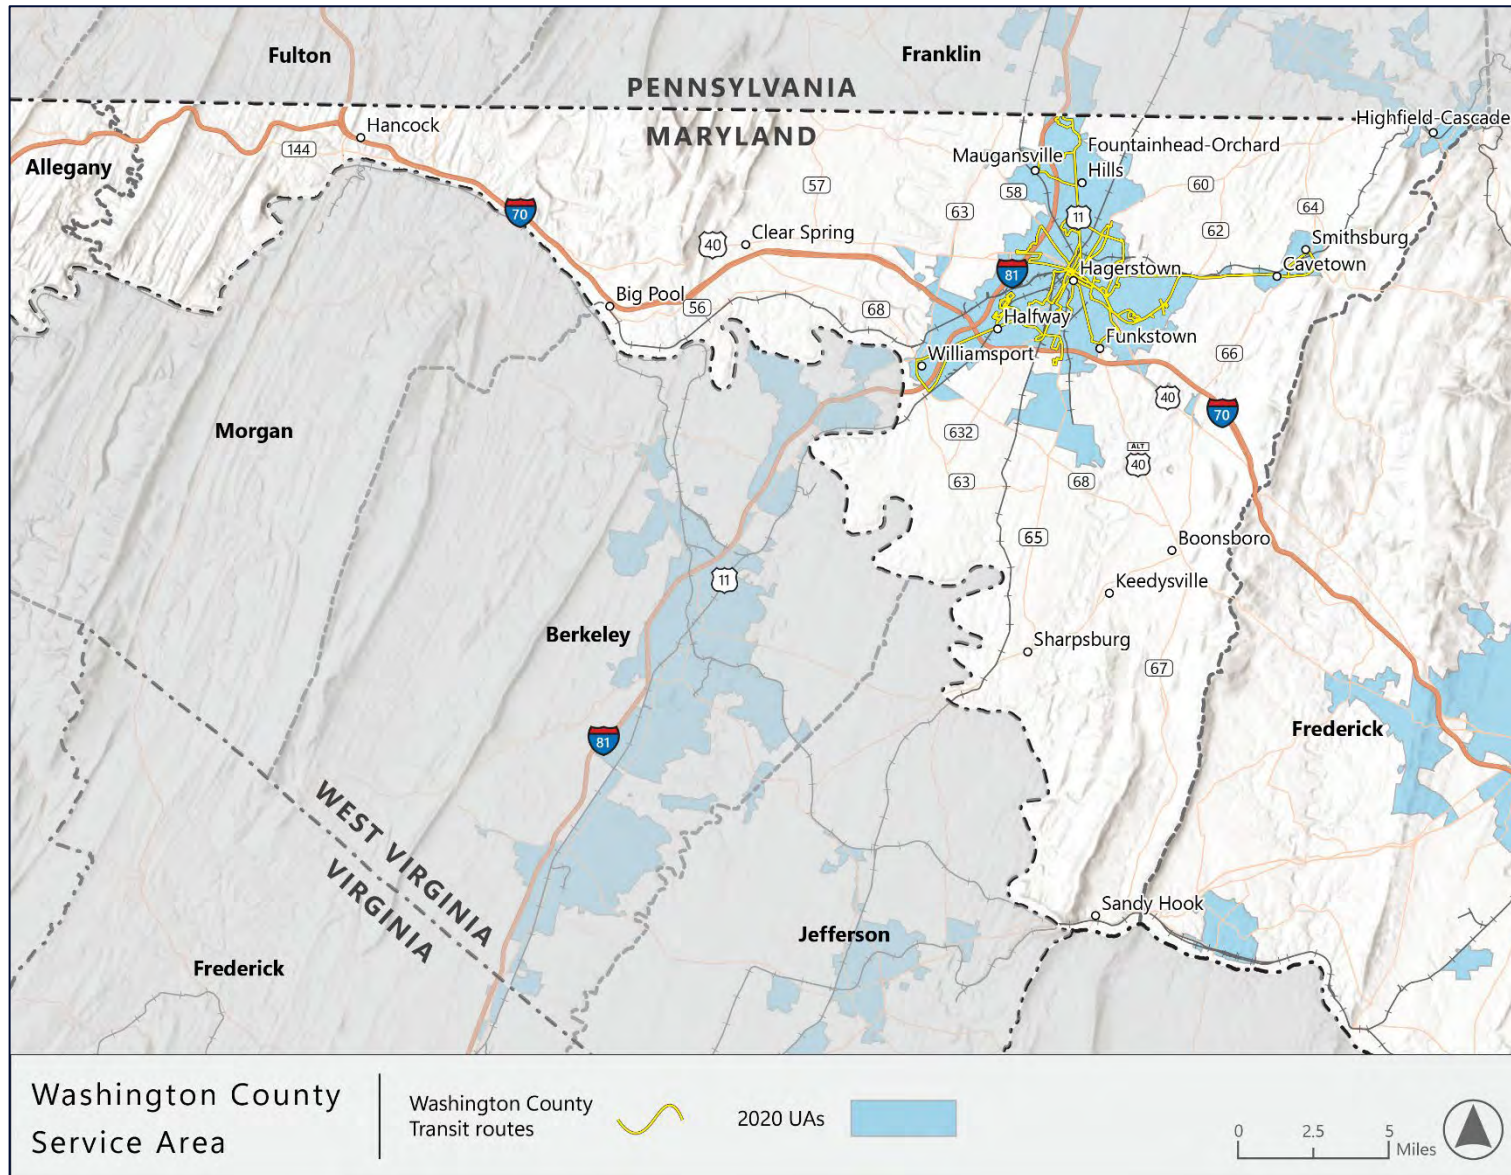 Fulton
Franklin
PENNSYLVANIA
MARYLAND
Hancock
144
Allegany
Highfield-Cascade
Fountainhead-Orchard
Hills
Maugansville
57
58
60
63
64
11
62
70
40
Clear Spring
Smithsburg
Cavetown
81
Hagerstown
Big Pool
56
68
Halfway
Funkstown
Williamsport
66
40
70
Morgan
632
ALT
40
63
68
65
Boonsboro
11
Keedysville
Berkeley
Sharpsburg
67
81
Frederick
WEST VIRGINIA
VIRGINIA
Sandy Hook
Jefferson
Frederick
Washington County
Service Area
Washington County
Transit routes
2020 UAs
0 2.5 5
Miles